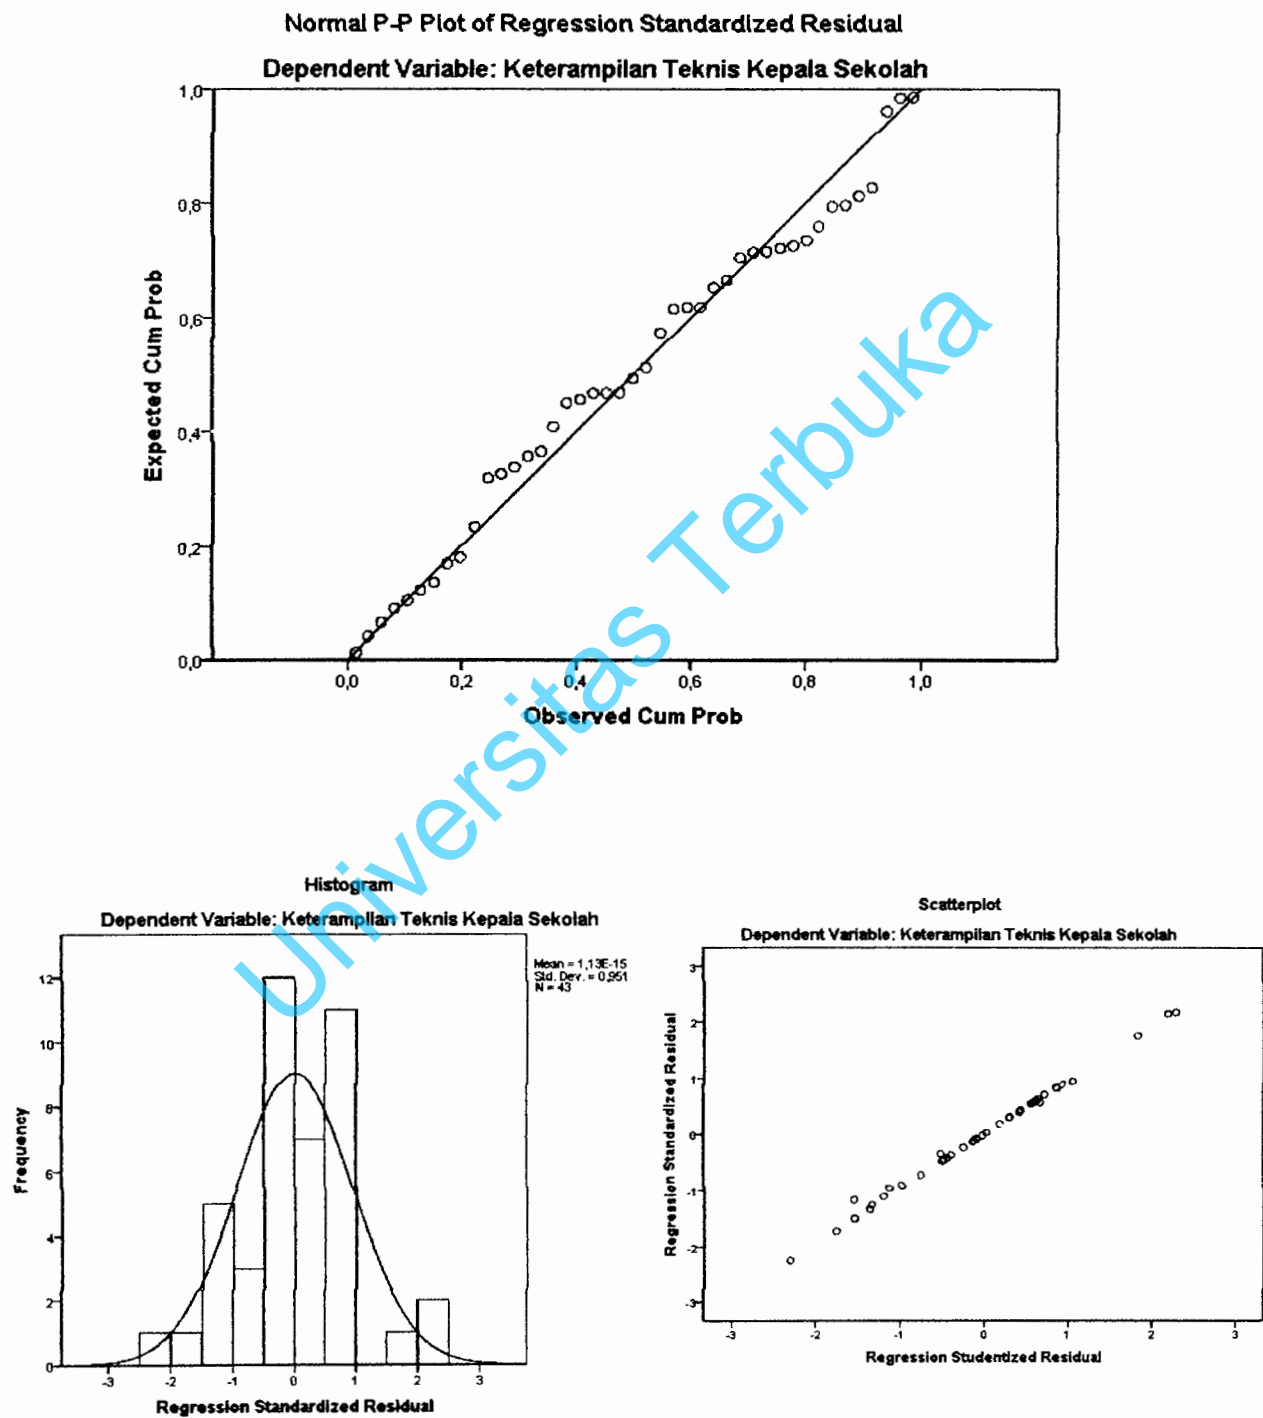 Normal P-P Plot of Regression Standardized Residual
Dependent Variable: Keterampilan Teknis Kepala Sekolah
1,0
0,8
0,6
0,4
0,2
0,0
Expected Cum Prob
0,0 0,2 0,4 0,6 0,8 1,0
Observed Cum Prob
Universitas Terbuka
Histogram
Dependent Variable: Keterampilan Teknis Kepala Sekolah
Mean = 1,13E-15
Std. Dev. = 0,951
N = 43
12
10
8
6
4
2
0
Frequency
-3 -2 -1 0 1 2 3
Regression Standardized Residual
Scatterplot
Dependent Variable: Keterampilan Teknis Kepala Sekolah
3
2
1
0
-1
-2
-3
Regression Standardized Residual
-3 -2 -1 0 1 2 3
Regression Studentized Residual